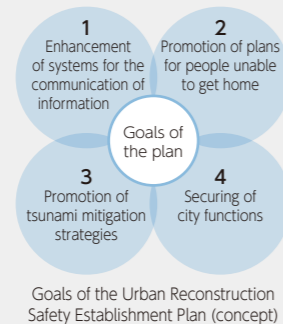 1
Enhancement
of systems for the
communication of
information
2
Promotion of plans
for people unable
to get home
Goals of
the plan
3
Promotion of
tsunami mitigation
strategies
4
Securing of
city functions
Goals of the Urban Reconstruction
Safety Establishment Plan (concept)